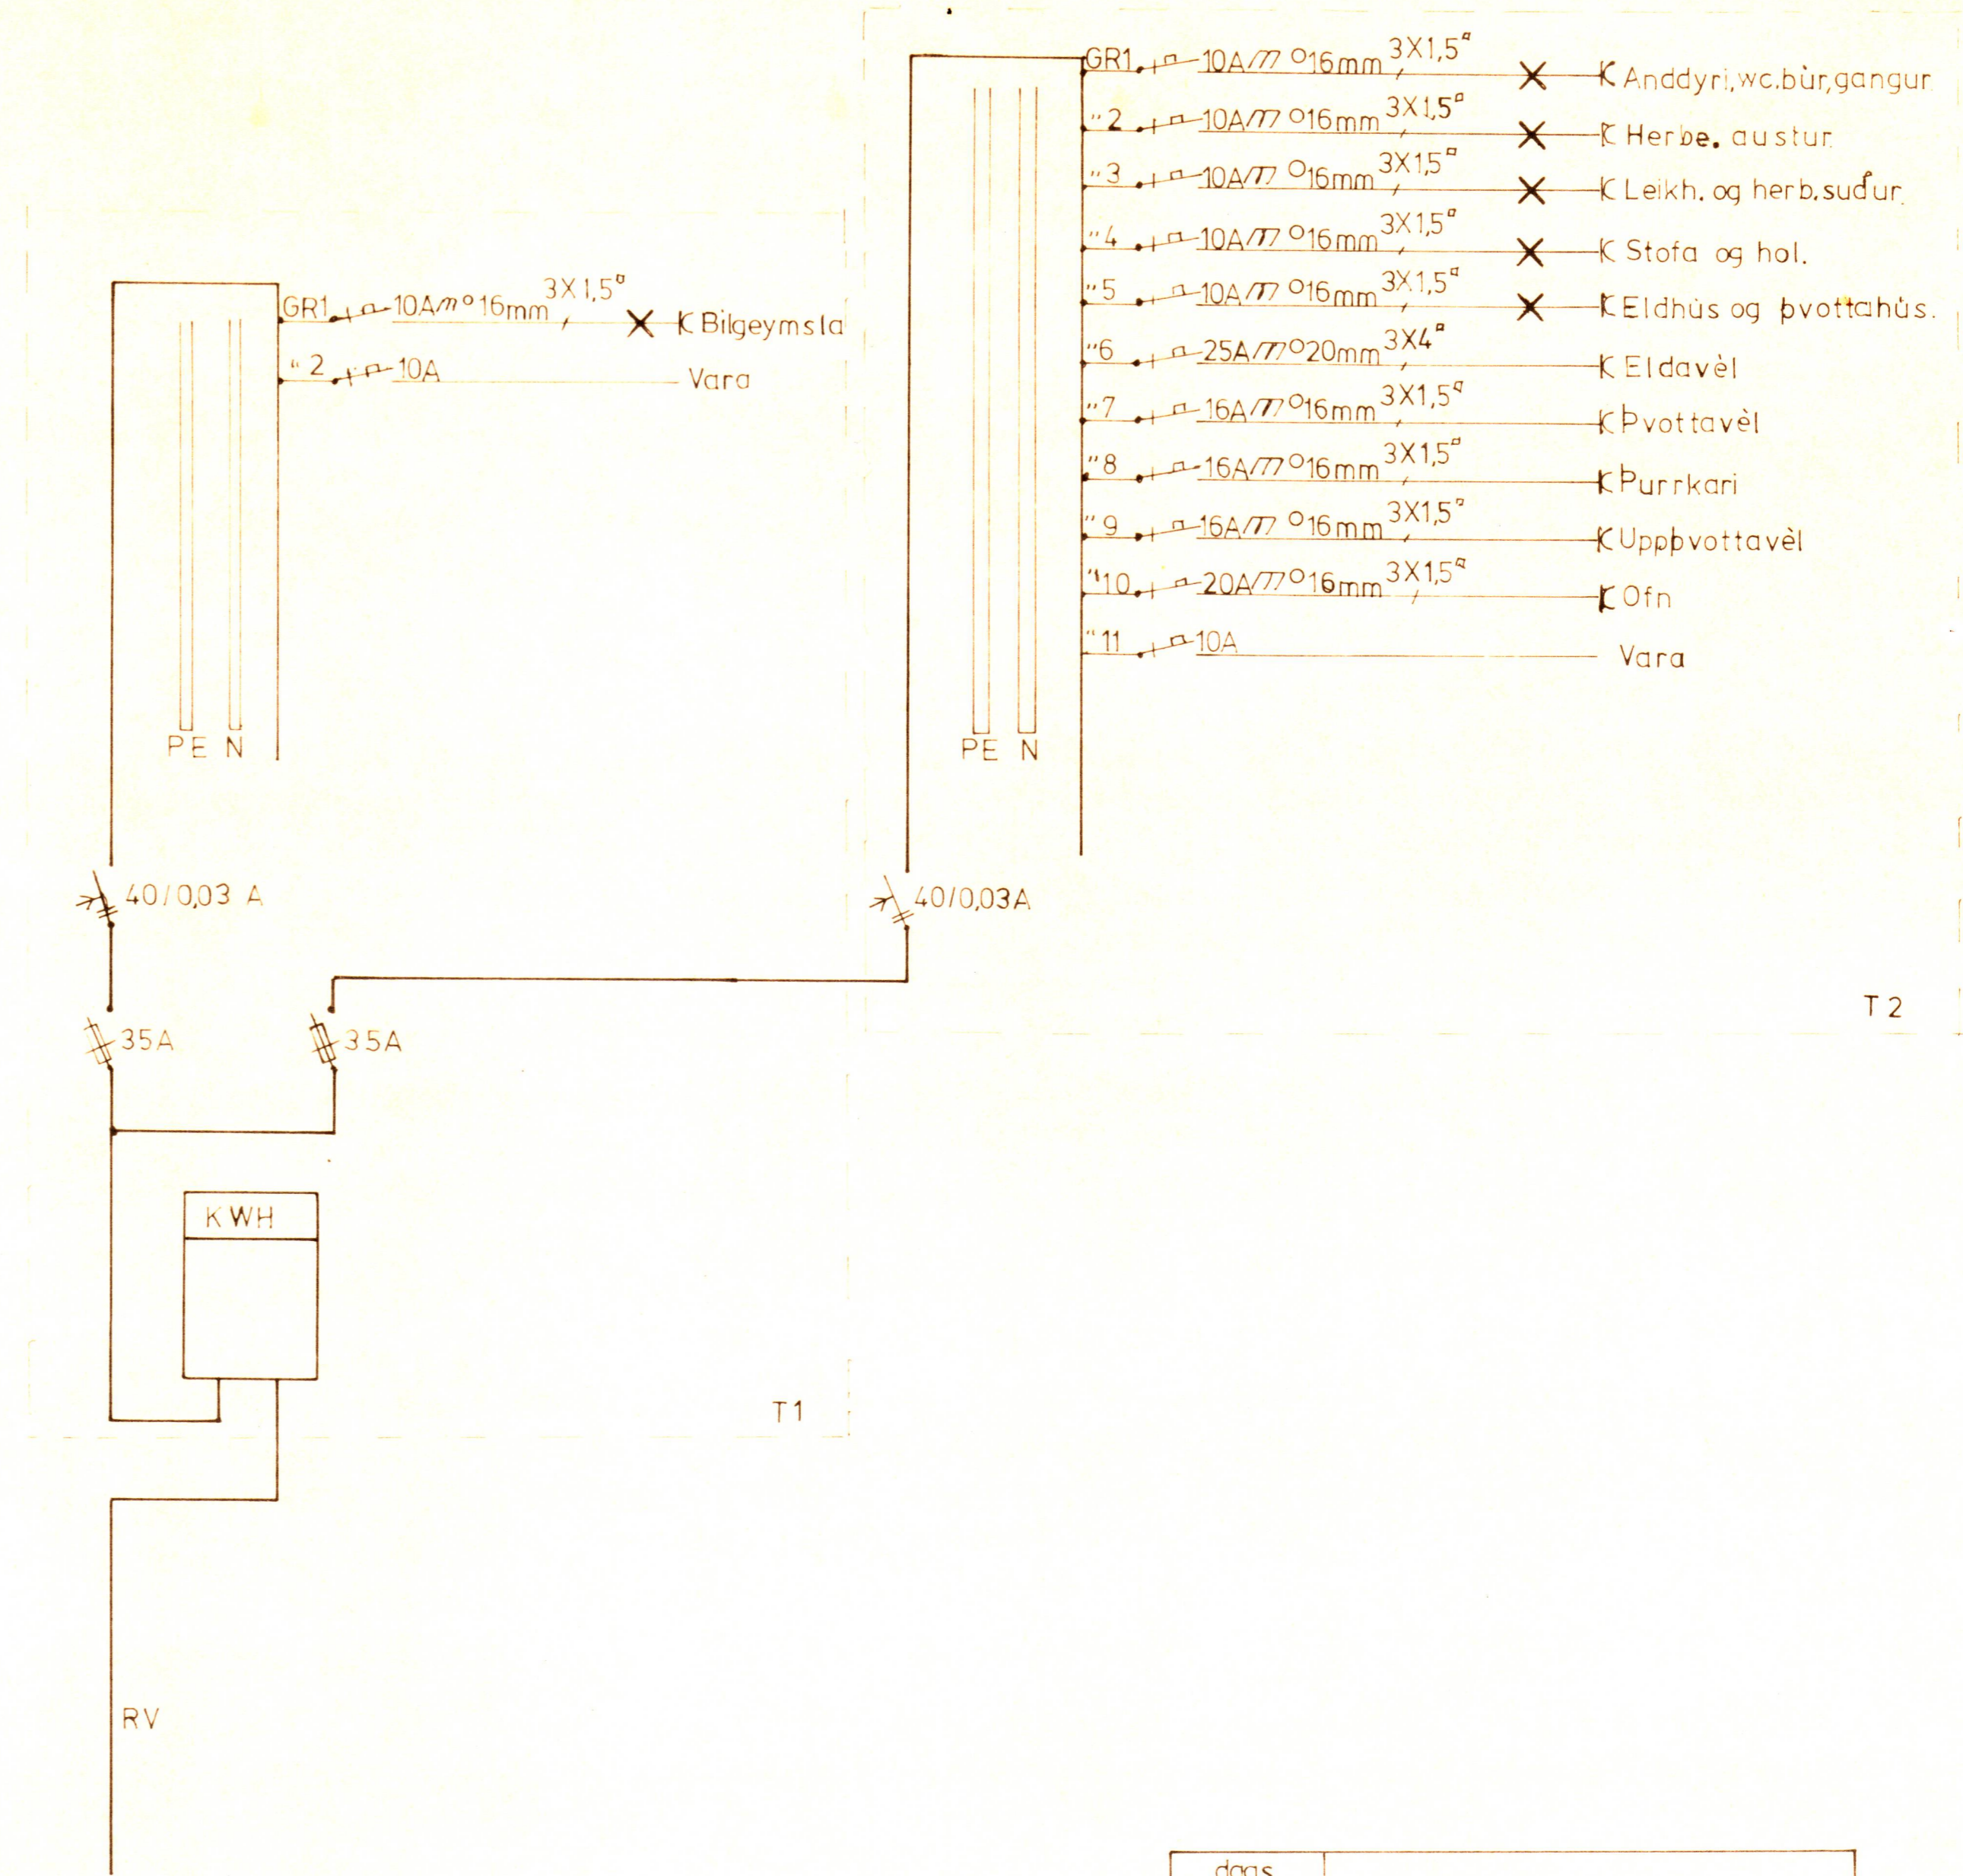 GR1 10A 16mm 3X1,5□ Bilgeymsla
"2 10A Vara
PE N
40/0,03 A
35A 35A
KWH
T1
RV
GR1 10A 16mm 3X1,5□ Anddyri,wc.bùr,gangur.
"2 10A 16mm 3X1,5□ Herbe. austur.
"3 10A 16mm 3X1,5□ Leikh. og herb.suður.
"4 10A 16mm 3X1,5□ Stofa og hol.
"5 10A 16mm 3X1,5□ Eldhùs og þvottahùs.
"6 25A 20mm 3X4□ Eldavèl
"7 16A 16mm 3X1,5□ Þvottavèl
"8 16A 16mm 3X1,5□ Þurrkari
"9 16A 16mm 3X1,5□ Uppþvottavèl
"10 20A 16mm 3X1,5□ Ofn
"11 10A Vara
PE N
40/0,03A
T2
dags